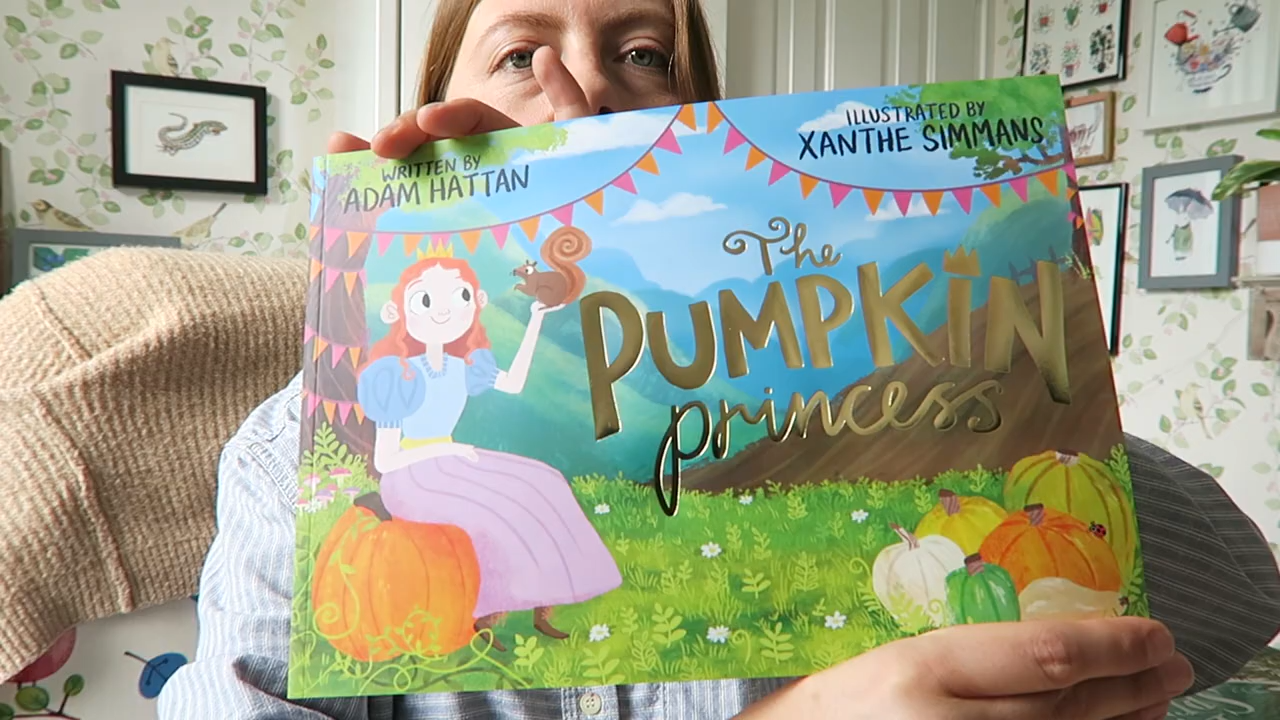 WRITTEN BY
ADAM HATTAN
ILLUSTRATED BY
XANTHE SIMMANS
The
PUMPKIN
princess